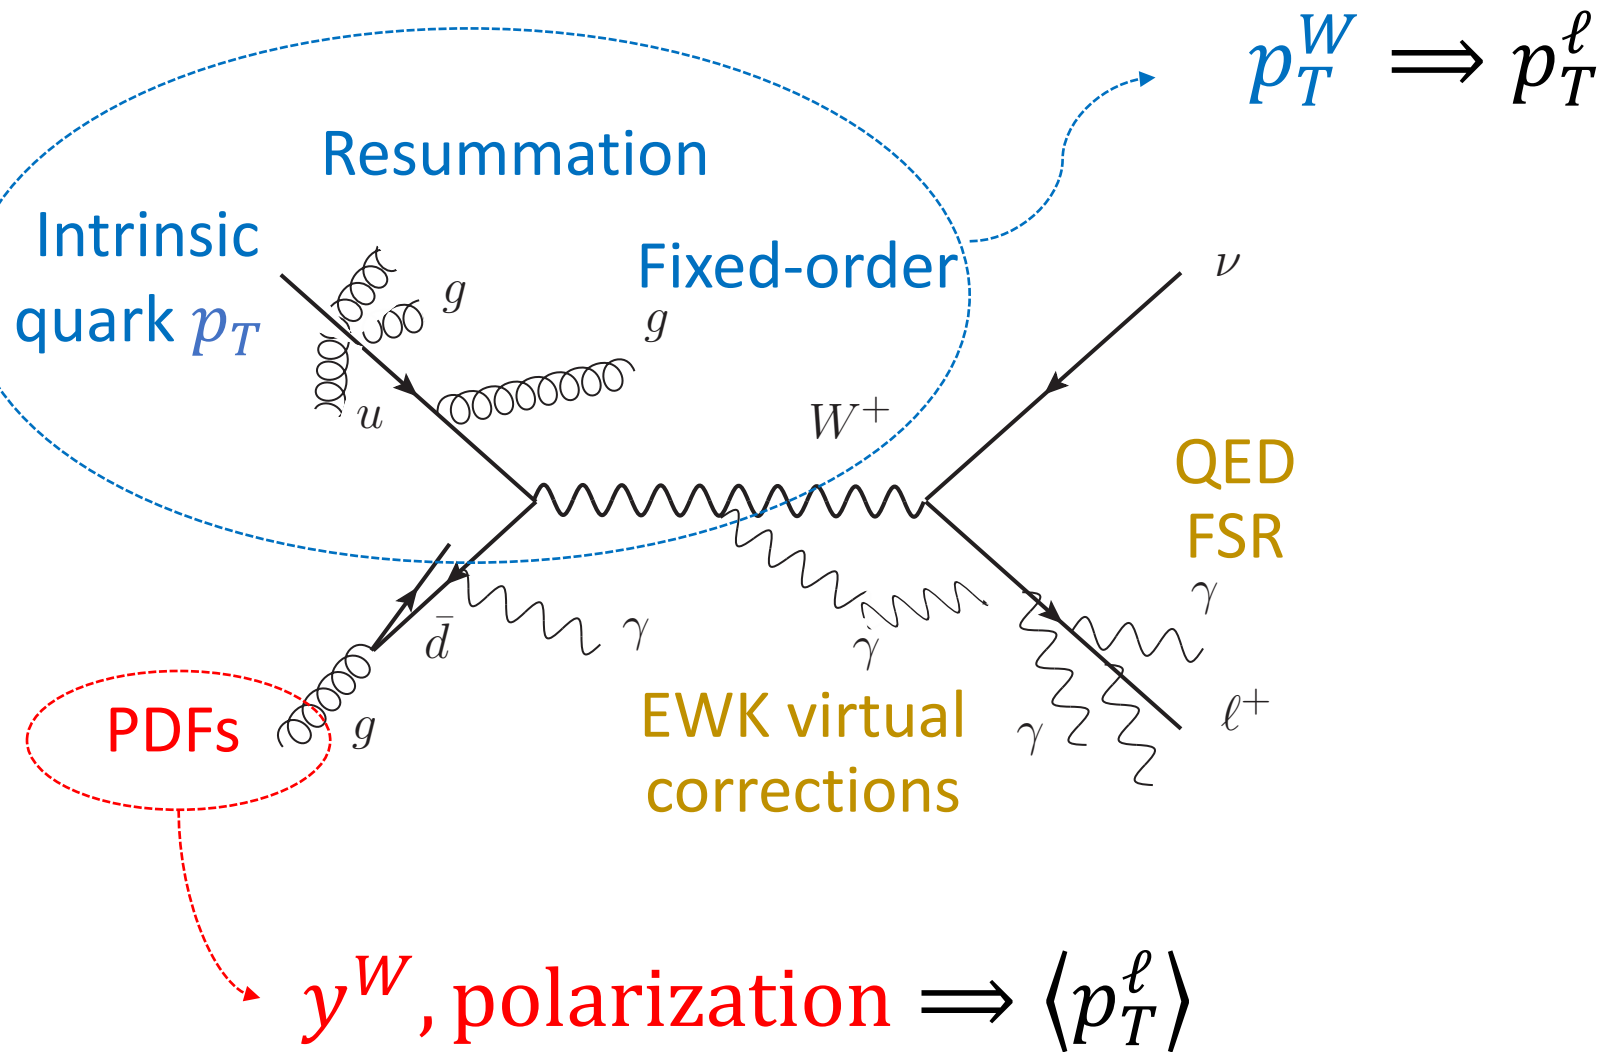 p_T^W ⟹ p_T^ℓ
Resummation
Intrinsic
quark p_T
Fixed-order
g
g
ν
u
W⁺
QED
FSR
γ
d̄
γ
γ
EWK virtual
corrections
γ
ℓ⁺
PDFs
g
y^W, polarization ⟹ ⟨p_T^ℓ⟩